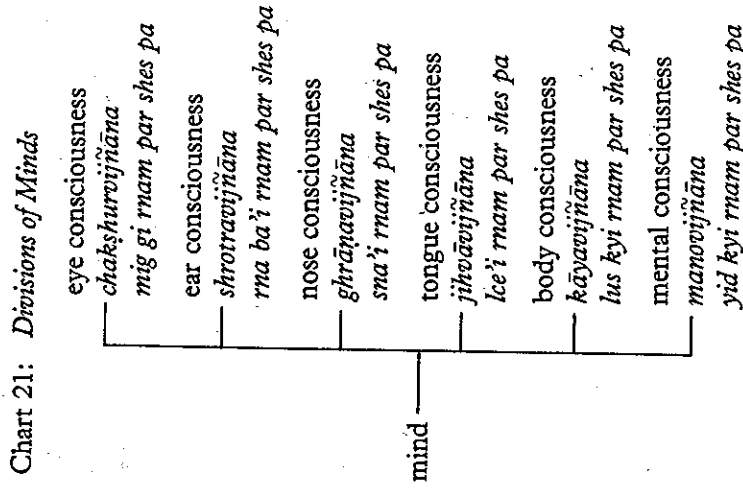 Chart 21: Divisions of Minds
eye consciousness
chakṣhurvijñāna
mig gi rnam par shes pa
ear consciousness
shrotravijñāna
rna ba'i rnam par shes pa
nose consciousness
ghrāṇavijñāna
sna'i rnam par shes pa
mind
tongue consciousness
jihvāvijñāna
lce'i rnam par shes pa
body consciousness
kāyavijñāna
lus kyi rnam par shes pa
mental consciousness
manovijñāna
yid kyi rnam par shes pa